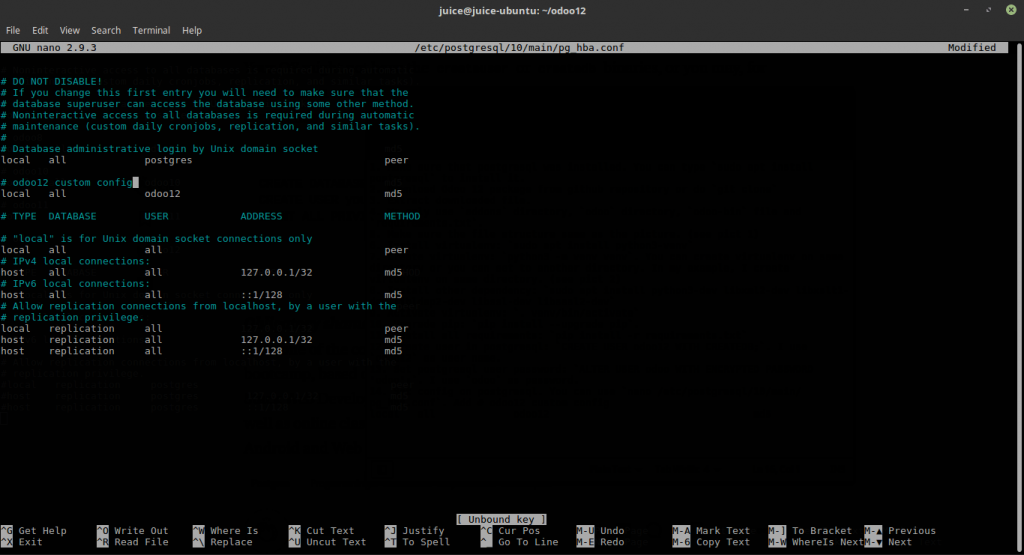 juice@juice-ubuntu: ~/odoo12
File Edit View Search Terminal Help
GNU nano 2.9.3 /etc/postgresql/10/main/pg_hba.conf Modified
# DO NOT DISABLE!
# If you change this first entry you will need to make sure that the
# database superuser can access the database using some other method.
# Noninteractive access to all databases is required during automatic
# maintenance (custom daily cronjobs, replication, and similar tasks).
#
# Database administrative login by Unix domain socket
local all postgres peer
# odoo12 custom config
local all odoo12 md5
# TYPE DATABASE USER ADDRESS METHOD
# "local" is for Unix domain socket connections only
local all all peer
# IPv4 local connections:
host all all 127.0.0.1/32 md5
# IPv6 local connections:
host all all ::1/128 md5
# Allow replication connections from localhost, by a user with the
# replication privilege.
local replication all peer
host replication all 127.0.0.1/32 md5
host replication all ::1/128 md5
[ Unbound key ]
^G Get Help ^O Write Out ^W Where Is ^K Cut Text ^J Justify ^C Cur Pos M-U Undo M-A Mark Text M-] To Bracket M-▲ Previous
^X Exit ^R Read File ^\ Replace ^U Uncut Text ^T To Spell ^_ Go To Line M-E Redo M-6 Copy Text M-W WhereIs Next M-▼ Next